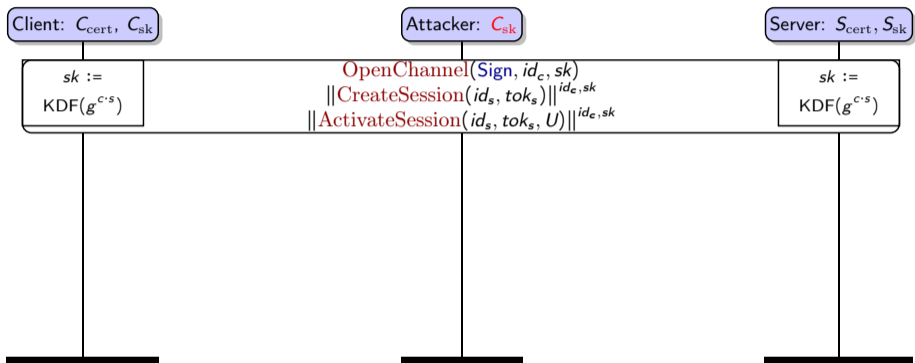 Client: C_cert, C_sk
Attacker: C_sk
Server: S_cert, S_sk
sk :=
KDF(g^{c·s})
OpenChannel(Sign, id_c, sk)
||CreateSession(id_s, tok_s)||^{id_c, sk}
||ActivateSession(id_s, tok_s, U)||^{id_c, sk}
sk :=
KDF(g^{c·s})